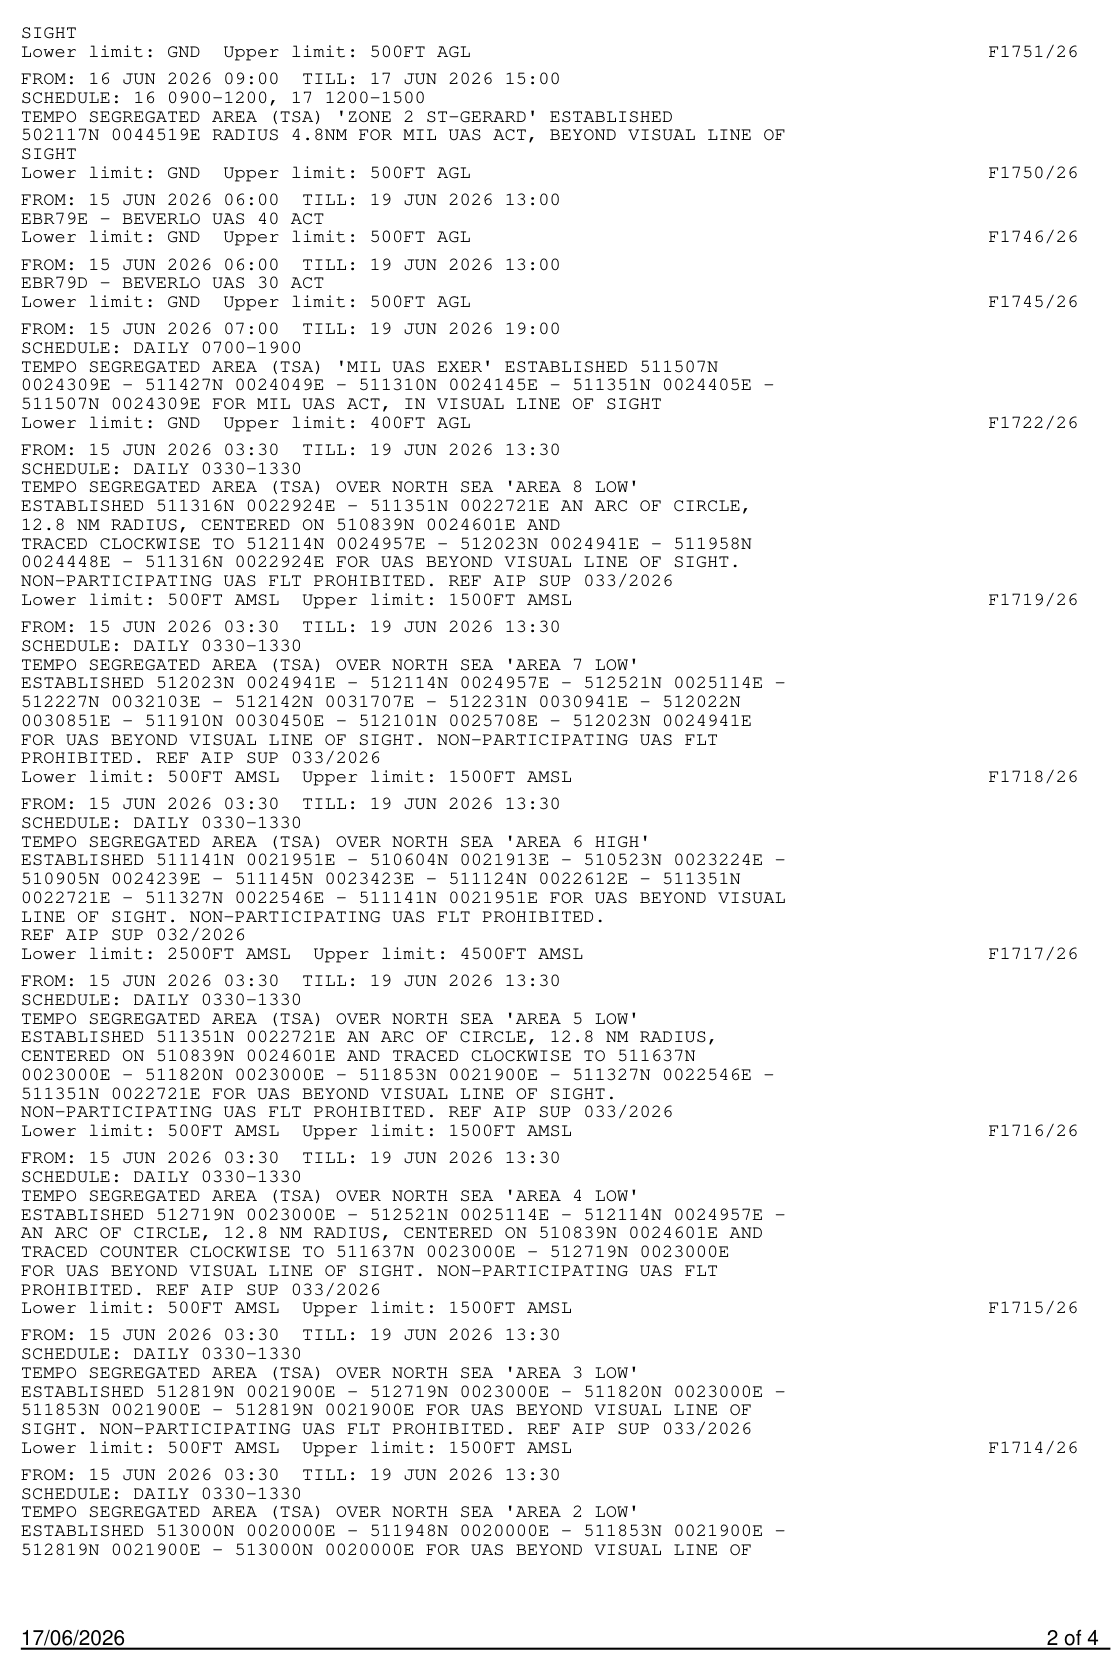 SIGHT
Lower limit: GND  Upper limit: 500FT AGL F1751/26
FROM: 16 JUN 2026 09:00  TILL: 17 JUN 2026 15:00
SCHEDULE: 16 0900-1200, 17 1200-1500
TEMPO SEGREGATED AREA (TSA) 'ZONE 2 ST-GERARD' ESTABLISHED
502117N 0044519E RADIUS 4.8NM FOR MIL UAS ACT, BEYOND VISUAL LINE OF
SIGHT
Lower limit: GND  Upper limit: 500FT AGL F1750/26
FROM: 15 JUN 2026 06:00  TILL: 19 JUN 2026 13:00
EBR79E - BEVERLO UAS 40 ACT
Lower limit: GND  Upper limit: 500FT AGL F1746/26
FROM: 15 JUN 2026 06:00  TILL: 19 JUN 2026 13:00
EBR79D - BEVERLO UAS 30 ACT
Lower limit: GND  Upper limit: 500FT AGL F1745/26
FROM: 15 JUN 2026 07:00  TILL: 19 JUN 2026 19:00
SCHEDULE: DAILY 0700-1900
TEMPO SEGREGATED AREA (TSA) 'MIL UAS EXER' ESTABLISHED 511507N
0024309E - 511427N 0024049E - 511310N 0024145E - 511351N 0024405E -
511507N 0024309E FOR MIL UAS ACT, IN VISUAL LINE OF SIGHT
Lower limit: GND  Upper limit: 400FT AGL F1722/26
FROM: 15 JUN 2026 03:30  TILL: 19 JUN 2026 13:30
SCHEDULE: DAILY 0330-1330
TEMPO SEGREGATED AREA (TSA) OVER NORTH SEA 'AREA 8 LOW'
ESTABLISHED 511316N 0022924E - 511351N 0022721E AN ARC OF CIRCLE,
12.8 NM RADIUS, CENTERED ON 510839N 0024601E AND
TRACED CLOCKWISE TO 512114N 0024957E - 512023N 0024941E - 511958N
0024448E - 511316N 0022924E FOR UAS BEYOND VISUAL LINE OF SIGHT.
NON-PARTICIPATING UAS FLT PROHIBITED. REF AIP SUP 033/2026
Lower limit: 500FT AMSL  Upper limit: 1500FT AMSL F1719/26
FROM: 15 JUN 2026 03:30  TILL: 19 JUN 2026 13:30
SCHEDULE: DAILY 0330-1330
TEMPO SEGREGATED AREA (TSA) OVER NORTH SEA 'AREA 7 LOW'
ESTABLISHED 512023N 0024941E - 512114N 0024957E - 512521N 0025114E -
512227N 0032103E - 512142N 0031707E - 512231N 0030941E - 512022N
0030851E - 511910N 0030450E - 512101N 0025708E - 512023N 0024941E
FOR UAS BEYOND VISUAL LINE OF SIGHT. NON-PARTICIPATING UAS FLT
PROHIBITED. REF AIP SUP 033/2026
Lower limit: 500FT AMSL  Upper limit: 1500FT AMSL F1718/26
FROM: 15 JUN 2026 03:30  TILL: 19 JUN 2026 13:30
SCHEDULE: DAILY 0330-1330
TEMPO SEGREGATED AREA (TSA) OVER NORTH SEA 'AREA 6 HIGH'
ESTABLISHED 511141N 0021951E - 510604N 0021913E - 510523N 0023224E -
510905N 0024239E - 511145N 0023423E - 511124N 0022612E - 511351N
0022721E - 511327N 0022546E - 511141N 0021951E FOR UAS BEYOND VISUAL
LINE OF SIGHT. NON-PARTICIPATING UAS FLT PROHIBITED.
REF AIP SUP 032/2026
Lower limit: 2500FT AMSL  Upper limit: 4500FT AMSL F1717/26
FROM: 15 JUN 2026 03:30  TILL: 19 JUN 2026 13:30
SCHEDULE: DAILY 0330-1330
TEMPO SEGREGATED AREA (TSA) OVER NORTH SEA 'AREA 5 LOW'
ESTABLISHED 511351N 0022721E AN ARC OF CIRCLE, 12.8 NM RADIUS,
CENTERED ON 510839N 0024601E AND TRACED CLOCKWISE TO 511637N
0023000E - 511820N 0023000E - 511853N 0021900E - 511327N 0022546E -
511351N 0022721E FOR UAS BEYOND VISUAL LINE OF SIGHT.
NON-PARTICIPATING UAS FLT PROHIBITED. REF AIP SUP 033/2026
Lower limit: 500FT AMSL  Upper limit: 1500FT AMSL F1716/26
FROM: 15 JUN 2026 03:30  TILL: 19 JUN 2026 13:30
SCHEDULE: DAILY 0330-1330
TEMPO SEGREGATED AREA (TSA) OVER NORTH SEA 'AREA 4 LOW'
ESTABLISHED 512719N 0023000E - 512521N 0025114E - 512114N 0024957E -
AN ARC OF CIRCLE, 12.8 NM RADIUS, CENTERED ON 510839N 0024601E AND
TRACED COUNTER CLOCKWISE TO 511637N 0023000E - 512719N 0023000E
FOR UAS BEYOND VISUAL LINE OF SIGHT. NON-PARTICIPATING UAS FLT
PROHIBITED. REF AIP SUP 033/2026
Lower limit: 500FT AMSL  Upper limit: 1500FT AMSL F1715/26
FROM: 15 JUN 2026 03:30  TILL: 19 JUN 2026 13:30
SCHEDULE: DAILY 0330-1330
TEMPO SEGREGATED AREA (TSA) OVER NORTH SEA 'AREA 3 LOW'
ESTABLISHED 512819N 0021900E - 512719N 0023000E - 511820N 0023000E -
511853N 0021900E - 512819N 0021900E FOR UAS BEYOND VISUAL LINE OF
SIGHT. NON-PARTICIPATING UAS FLT PROHIBITED. REF AIP SUP 033/2026
Lower limit: 500FT AMSL  Upper limit: 1500FT AMSL F1714/26
FROM: 15 JUN 2026 03:30  TILL: 19 JUN 2026 13:30
SCHEDULE: DAILY 0330-1330
TEMPO SEGREGATED AREA (TSA) OVER NORTH SEA 'AREA 2 LOW'
ESTABLISHED 513000N 0020000E - 511948N 0020000E - 511853N 0021900E -
512819N 0021900E - 513000N 0020000E FOR UAS BEYOND VISUAL LINE OF
17/06/2026 2 of 4